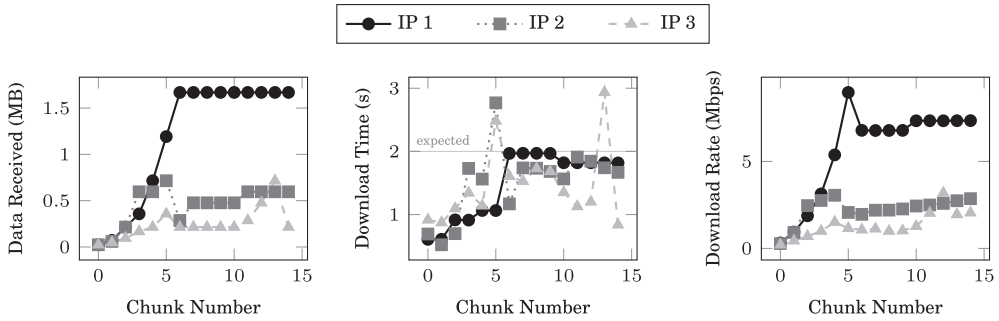 IP 1 IP 2 IP 3
Data Received (MB)
1.5
1
0.5
0
0 5 10 15
Chunk Number
Download Time (s)
3
2
1
expected
0 5 10 15
Chunk Number
Download Rate (Mbps)
5
0
0 5 10 15
Chunk Number